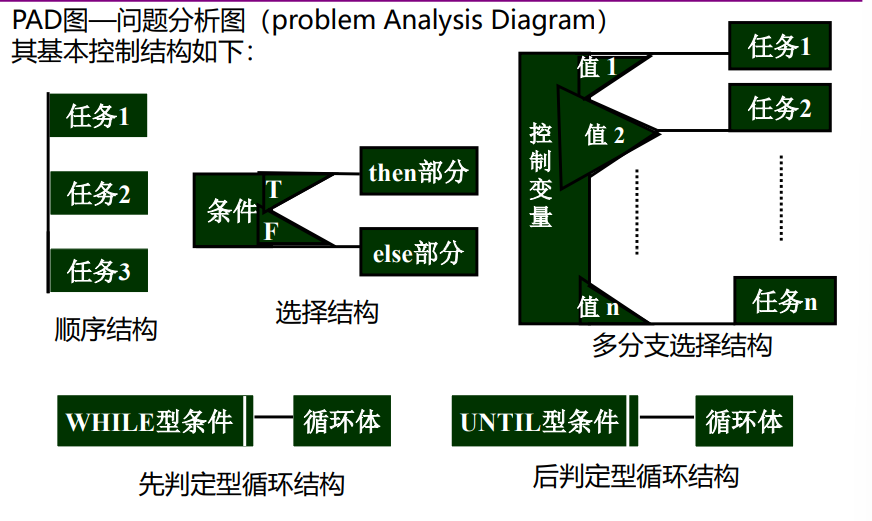 PAD图—问题分析图（problem Analysis Diagram）
其基本控制结构如下：
任务1
任务2
任务3
顺序结构
条件
T
F
then部分
else部分
选择结构
控制变量
值 1
值 2
值 n
任务1
任务2
任务n
多分支选择结构
WHILE型条件
循环体
先判定型循环结构
UNTIL型条件
循环体
后判定型循环结构